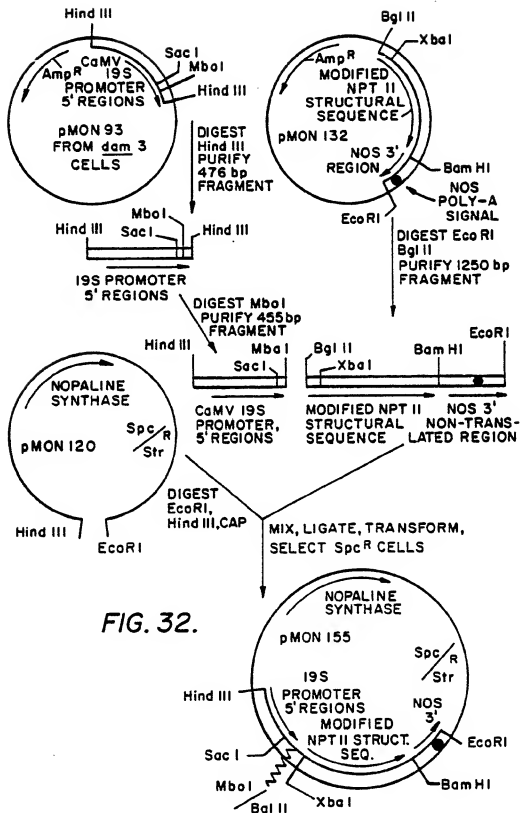 Hind III
Amp R
CaMV
19S
PROMOTER
5' REGIONS
Sac I
Mbo I
Hind III
pMON 93
FROM dam 3
CELLS
DIGEST
Hind III
PURIFY
476 bp
FRAGMENT
Bgl II
Xba I
Amp R
MODIFIED
NPT II
STRUCTURAL
SEQUENCE
pMON 132
NOS 3'
REGION
Bam HI
NOS
POLY-A
SIGNAL
Eco RI
Hind III
Mbo I
Sac I
Hind III
19S PROMOTER
5' REGIONS
DIGEST Mbo I
PURIFY 455 bp
FRAGMENT
DIGEST Eco RI
Bgl II
PURIFY 1250 bp
FRAGMENT
Hind III
Mbo I
Sac I
CaMV 19S
PROMOTER,
5' REGIONS
Bgl II
Xba I
Bam HI
EcoRI
MODIFIED NPT II
STRUCTURAL
SEQUENCE
NOS 3'
NON-TRANS-
LATED REGION
NOPALINE
SYNTHASE
pMON 120
Spc R
Str
Hind III
EcoRI
DIGEST
EcoRI,
Hind III, CAP
MIX, LIGATE, TRANSFORM,
SELECT Spc R CELLS
FIG. 32.
NOPALINE
SYNTHASE
pMON 155
Spc R
Str
Hind III
19S
PROMOTER
5' REGIONS
MODIFIED
NPT II STRUCT.
SEQ.
NOS
3'
EcoRI
Sac I
Mbo I
Bgl II
Xba I
Bam HI